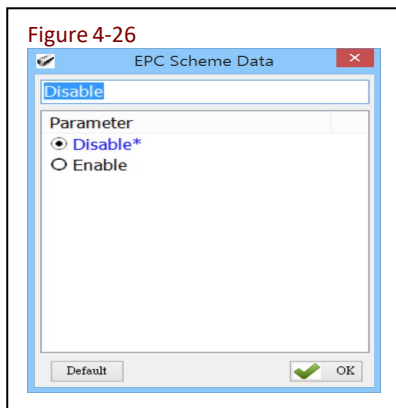 Figure 4-26
EPC Scheme Data
Disable
Parameter
Disable*
Enable
Default OK